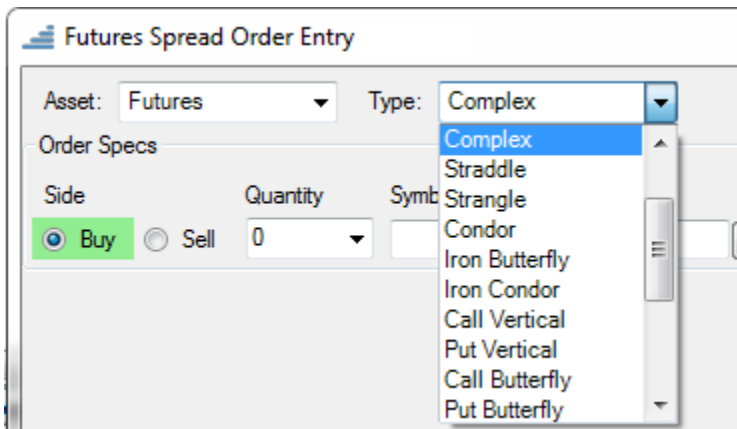 Futures Spread Order Entry
Asset: Futures Type: Complex
Order Specs
Complex
Straddle
Side Quantity Symb Strangle
Condor
Buy Sell 0
Iron Butterfly
Iron Condor
Call Vertical
Put Vertical
Call Butterfly
Put Butterfly